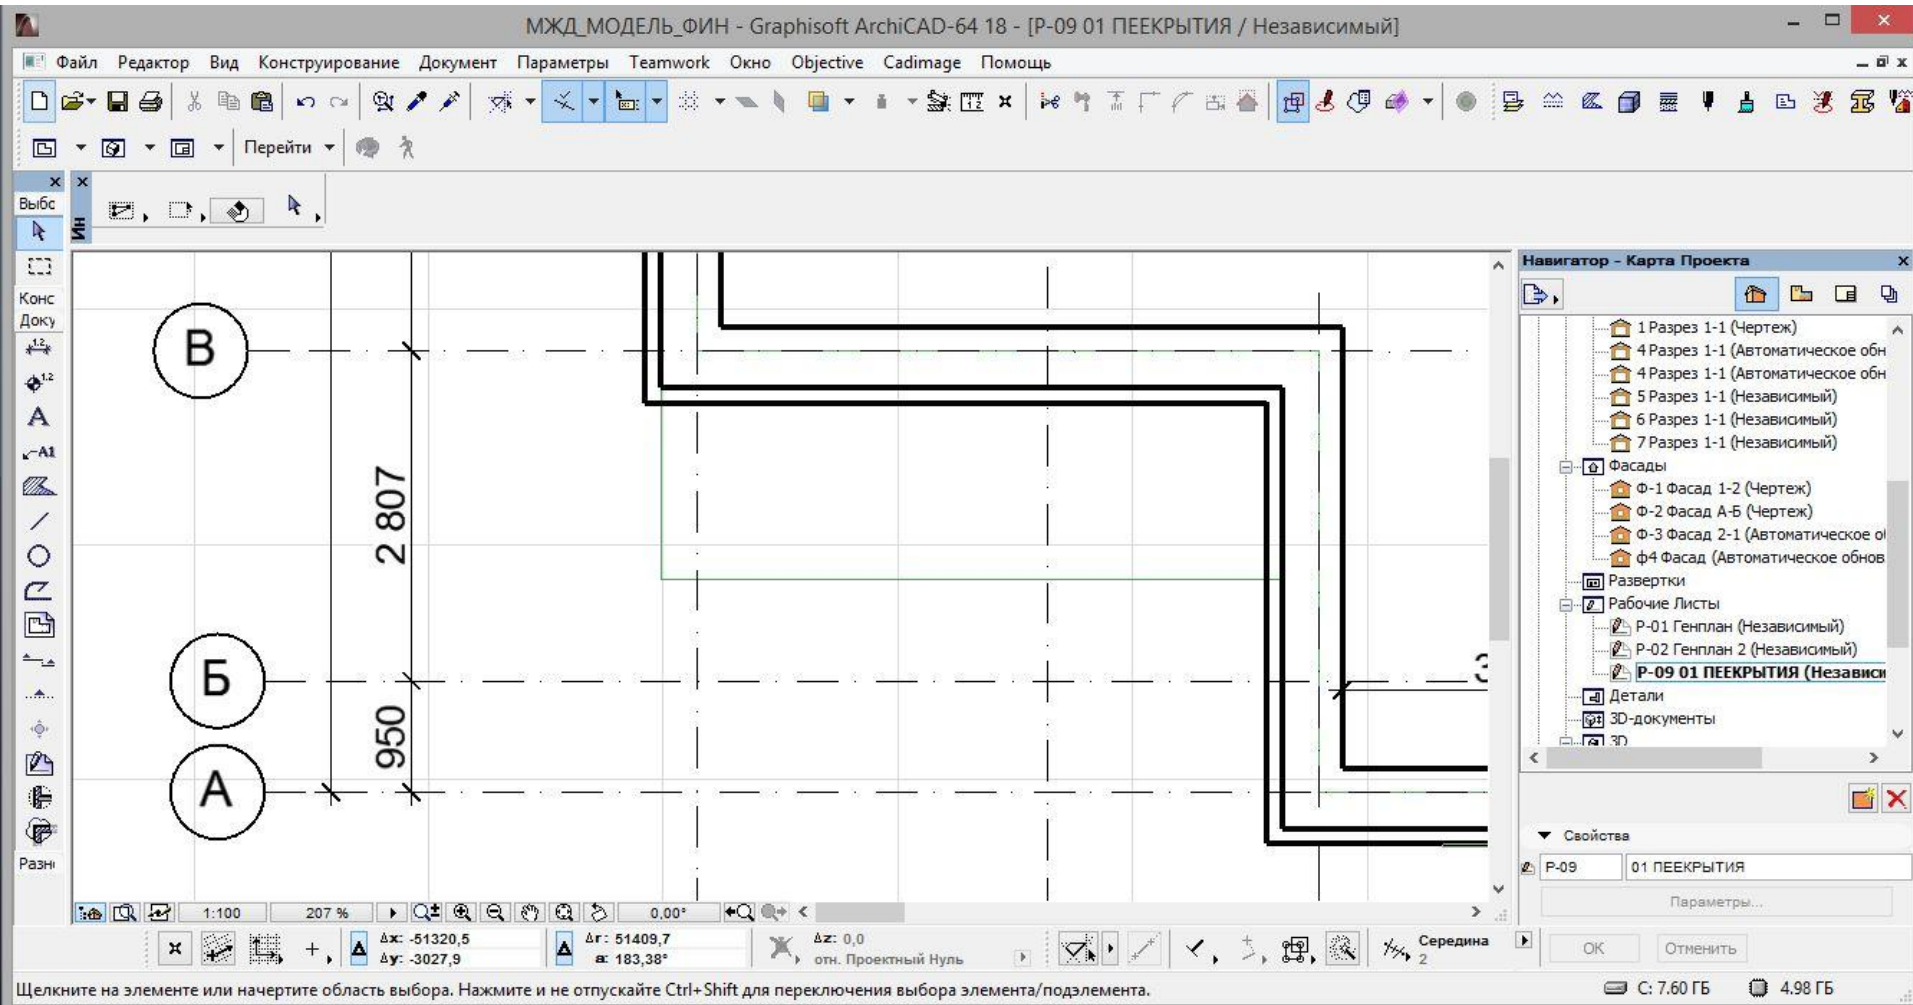 МЖД_МОДЕЛЬ_ФИН - Graphisoft ArchiCAD-64 18 - [Р-09 01 ПЕЕКРЫТИЯ / Независимый]
Файл Редактор Вид Конструирование Документ Параметры Teamwork Окно Objective Cadimage Помощь
Перейти
Выбс
Ин
Конс
Доку
Разн
В
2 807
Б
950
А
3
Навигатор - Карта Проекта
1 Разрез 1-1 (Чертеж)
4 Разрез 1-1 (Автоматическое обн
4 Разрез 1-1 (Автоматическое обн
5 Разрез 1-1 (Независимый)
6 Разрез 1-1 (Независимый)
7 Разрез 1-1 (Независимый)
Фасады
Ф-1 Фасад 1-2 (Чертеж)
Ф-2 Фасад А-Б (Чертеж)
Ф-3 Фасад 2-1 (Автоматическое о
ф4 Фасад (Автоматическое обнов
Развертки
Рабочие Листы
Р-01 Генплан (Независимый)
Р-02 Генплан 2 (Независимый)
Р-09 01 ПЕЕКРЫТИЯ (Независи
Детали
3D-документы
3D
Свойства
Р-09 01 ПЕЕКРЫТИЯ
Параметры...
ОК Отменить
1:100 207 % 0,00°
Δx: -51320,5
Δy: -3027,9
Δr: 51409,7
a: 183,38°
Δz: 0,0
отн. Проектный Нуль
Середина
2
Щелкните на элементе или начертите область выбора. Нажмите и не отпускайте Ctrl+Shift для переключения выбора элемента/подэлемента.
C: 7.60 ГБ 4.98 ГБ